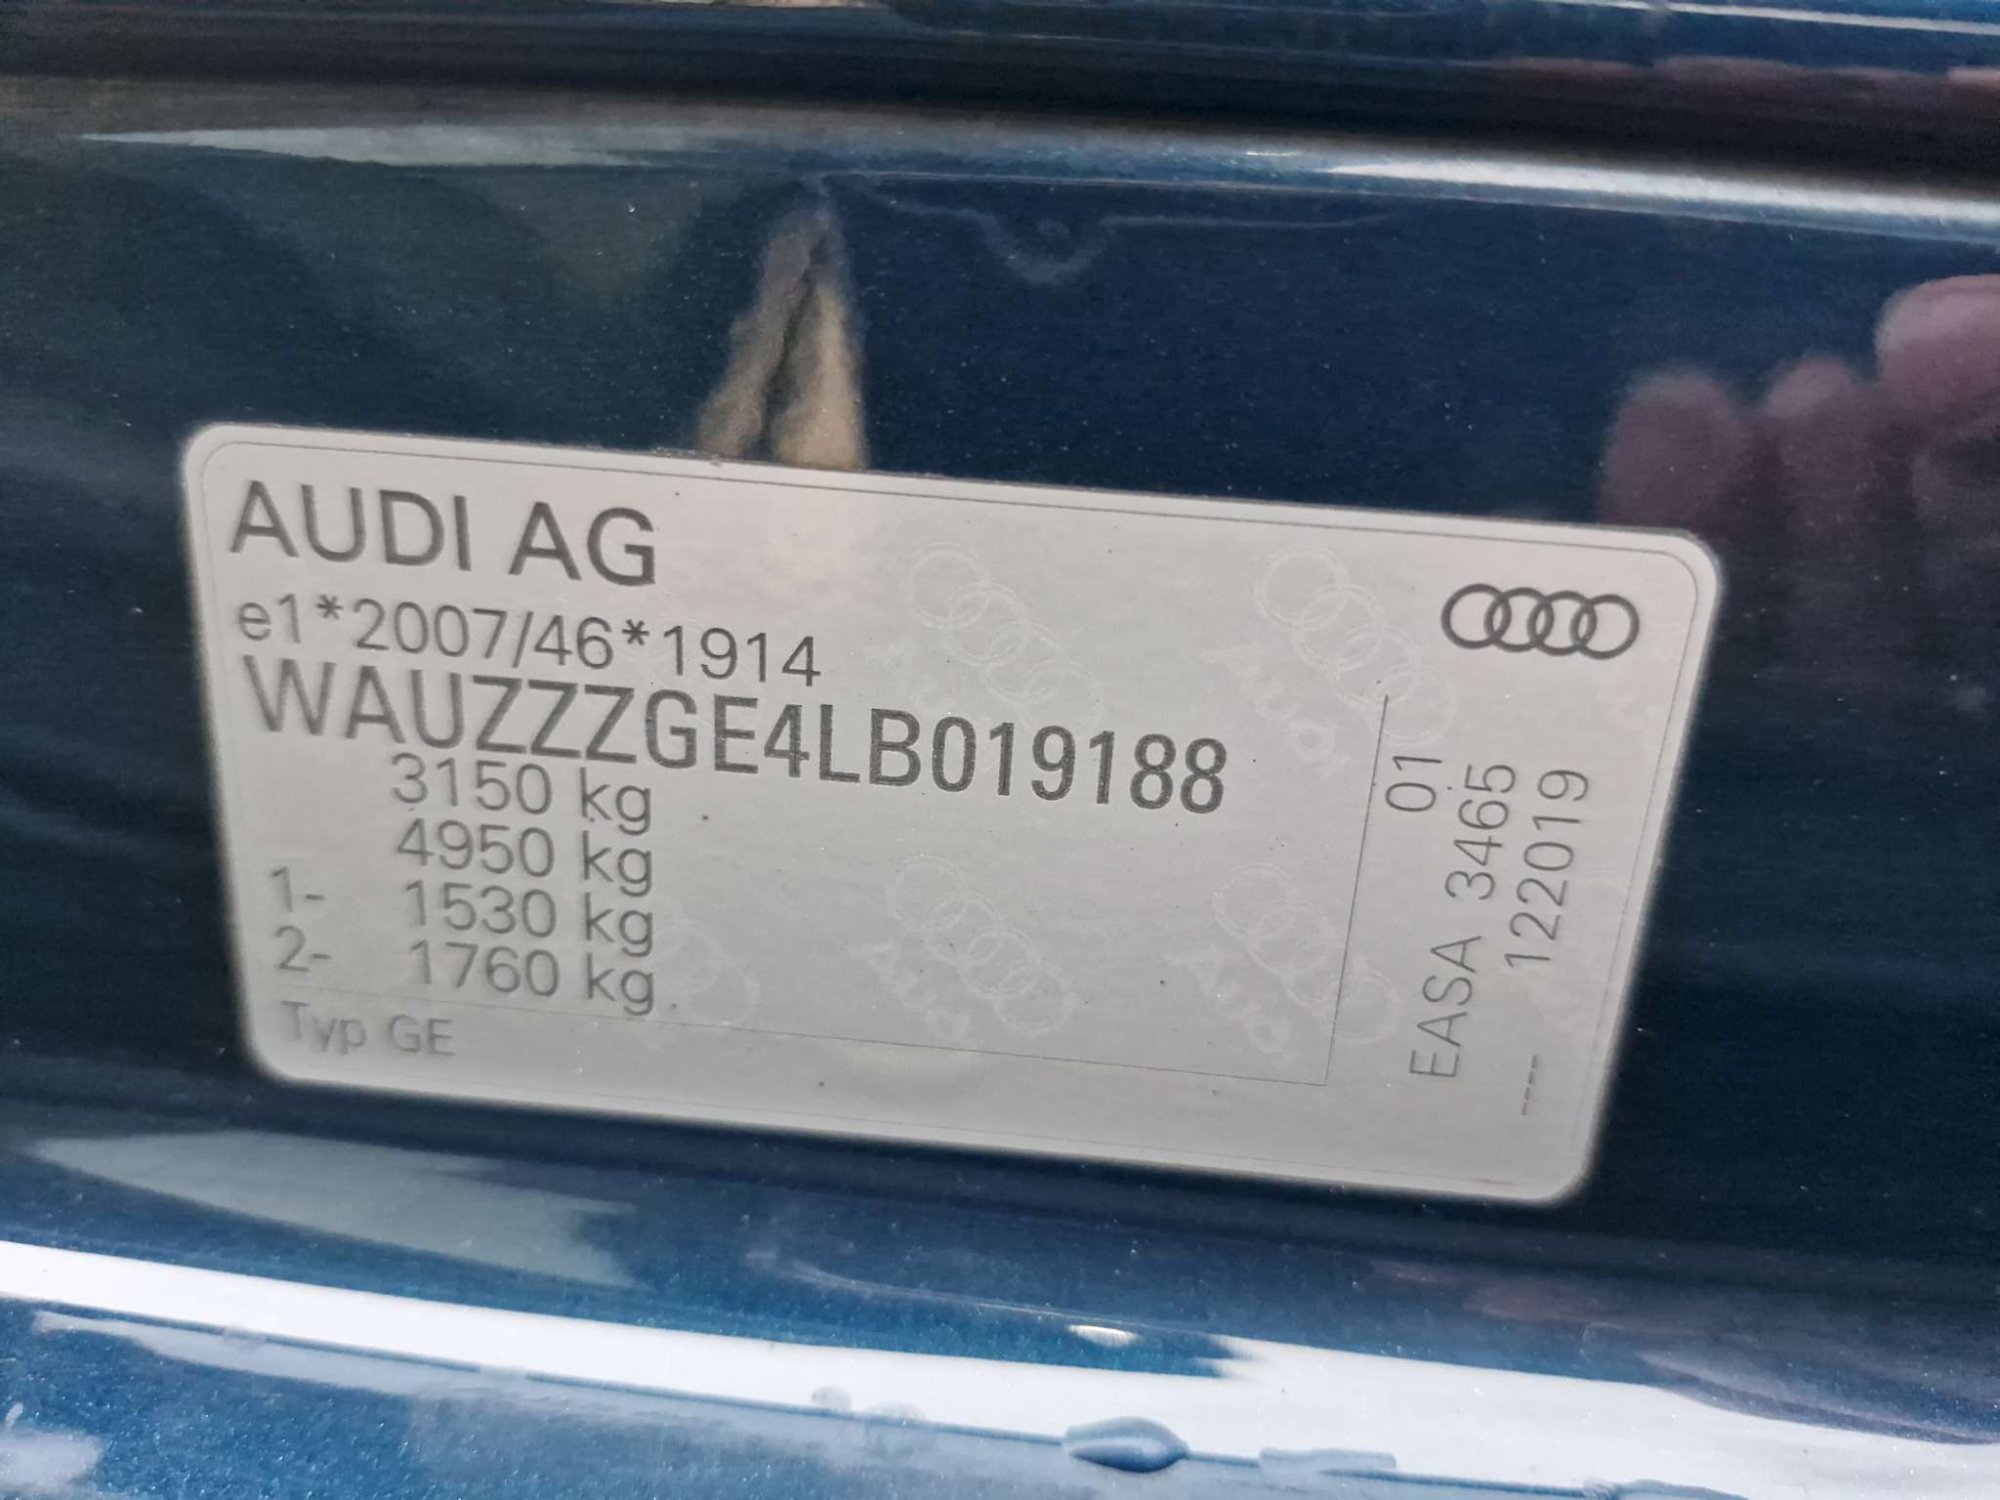 AUDI AG
e1*2007/46*1914
WAUZZZGE4LB019188
3150 kg
4950 kg
1- 1530 kg
2- 1760 kg
Typ GE
01
EASA 3465
---- 122019